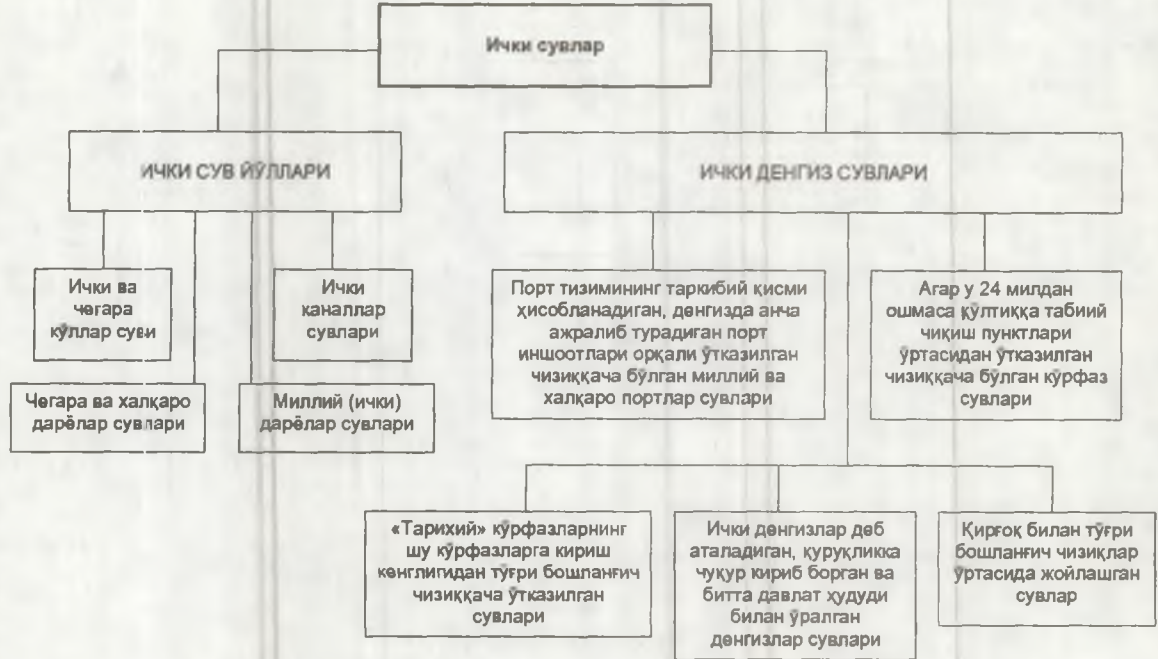 Ички сувлар
ИЧКИ СУВ ЙЎЛЛАРИ
ИЧКИ ДЕНГИЗ СУВЛАРИ
Ички ва
чегара
кўллар суви
Ички
каналлар
сувлари
Чегара ва халқаро
дарёлар сувлари
Миллий (ички)
дарёлар сувлари
Порт тизимининг таркибий қисми
ҳисобланадиган, денгизда анча
ажралиб турадиган порт
иншоотлари орқали ўтказилган
чизиққача бўлган миллий ва
халқаро портлар сувлари
Агар у 24 милдан
ошмаса қўлтиққа табиий
чиқиш пунктлари
ўртасидан ўтказилган
чизиққача бўлган кўрфаз
сувлари
«Тарихий» кўрфазларнинг
шу кўрфазларга кириш
кенглигидан тўғри бошланғич
чизиққача ўтказилган
сувлари
Ички денгизлар деб
аталадиган, қуруқликка
чуқур кириб борган ва
битта давлат ҳудуди
билан ўралган
денгизлар сувлари
Қирғоқ билан тўғри
бошланғич чизиқлар
ўртасида жойлашган
сувлар